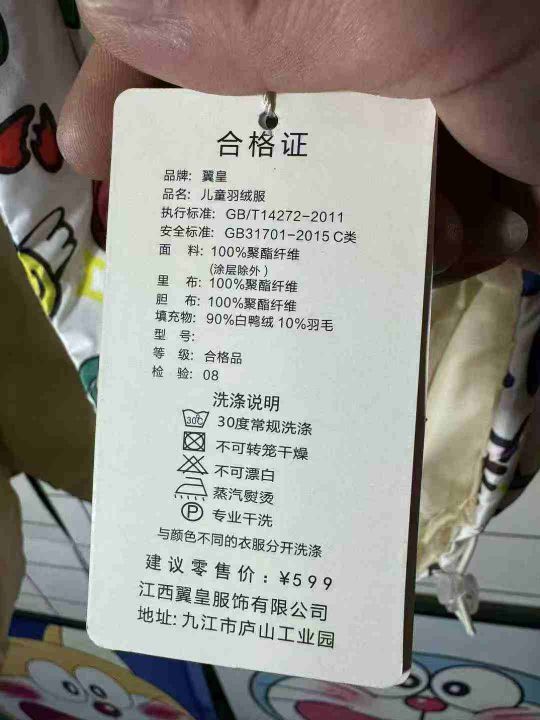 合格证
品牌: 翼皇
品名: 儿童羽绒服
执行标准: GB/T14272-2011
安全标准: GB31701-2015 C类
面 料: 100%聚酯纤维
(涂层除外)
里 布: 100%聚酯纤维
胆 布: 100%聚酯纤维
填充物: 90%白鸭绒 10%羽毛
型 号:
等 级: 合格品
检 验: 08
洗涤说明
30℃ 30度常规洗涤
不可转笼干燥
不可漂白
蒸汽熨烫
P 专业干洗
与颜色不同的衣服分开洗涤
建议零售价: ¥599
江西翼皇服饰有限公司
地址: 九江市庐山工业园